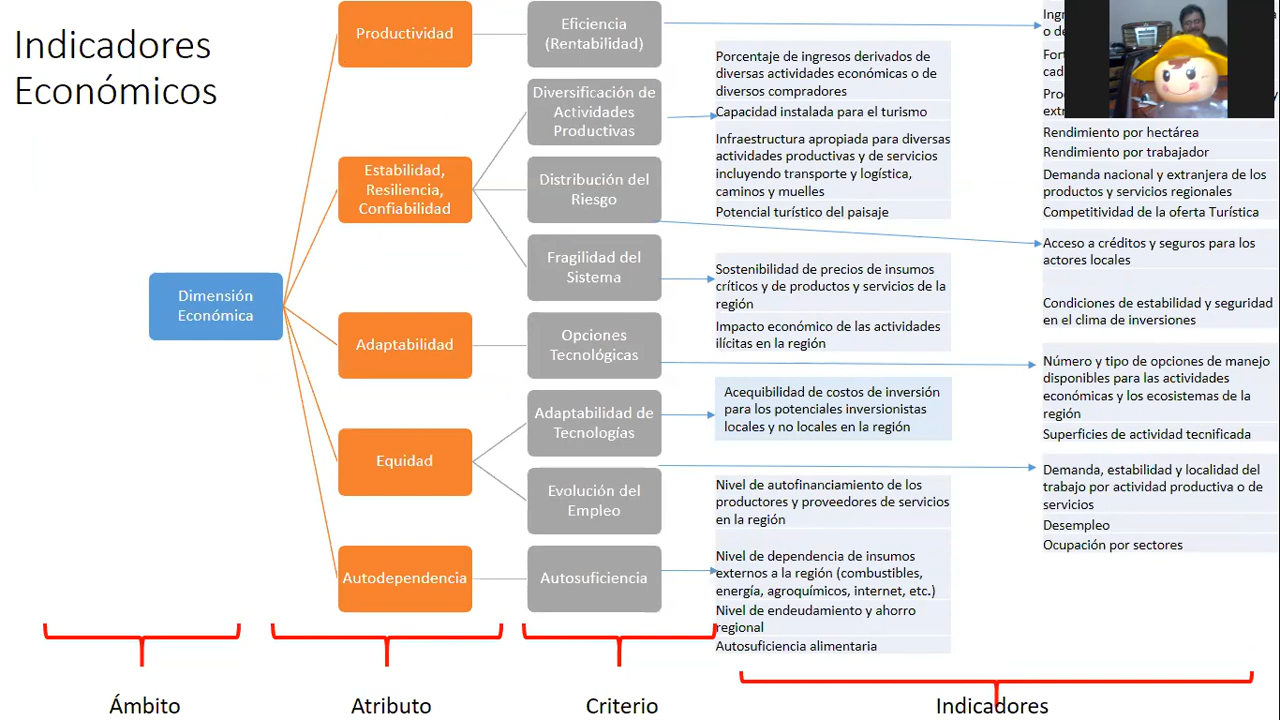 Indicadores
Económicos
Dimensión
Económica
Productividad
Estabilidad,
Resiliencia,
Confiabilidad
Adaptabilidad
Equidad
Autodependencia
Eficiencia
(Rentabilidad)
Diversificación de
Actividades
Productivas
Distribución del
Riesgo
Fragilidad del
Sistema
Opciones
Tecnológicas
Adaptabilidad de
Tecnologías
Evolución del
Empleo
Autosuficiencia
Porcentaje de ingresos derivados de
diversas actividades económicas o de
diversos compradores
Capacidad instalada para el turismo
Infraestructura apropiada para diversas
actividades productivas y de servicios
incluyendo transporte y logística,
caminos y muelles
Potencial turístico del paisaje
Sostenibilidad de precios de insumos
críticos y de productos y servicios de la
región
Impacto económico de las actividades
ilícitas en la región
Acequibilidad de costos de inversión
para los potenciales inversionistas
locales y no locales en la región
Nivel de autofinanciamiento de los
productores y proveedores de servicios
en la región
Nivel de dependencia de insumos
externos a la región (combustibles,
energía, agroquímicos, internet, etc.)
Nivel de endeudamiento y ahorro
regional
Autosuficiencia alimentaria
Rendimiento por hectárea
Rendimiento por trabajador
Demanda nacional y extranjera de los
productos y servicios regionales
Competitividad de la oferta Turística
Acceso a créditos y seguros para los
actores locales
Condiciones de estabilidad y seguridad
en el clima de inversiones
Número y tipo de opciones de manejo
disponibles para las actividades
económicas y los ecosistemas de la
región
Superficies de actividad tecnificada
Demanda, estabilidad y localidad del
trabajo por actividad productiva o de
servicios
Desempleo
Ocupación por sectores
Ámbito
Atributo
Criterio
Indicadores